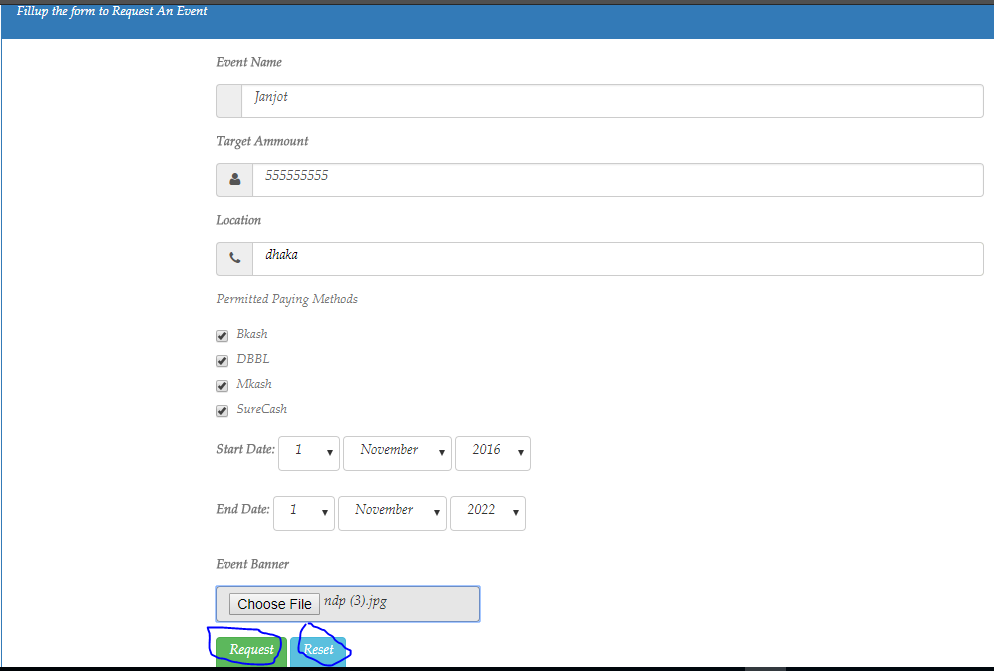 Fillup the form to Request An Event
Event Name
Janjot
Target Ammount
555555555
Location
dhaka
Permitted Paying Methods
Bkash
DBBL
Mkash
SureCash
Start Date: 1 November 2016
End Date: 1 November 2022
Event Banner
Choose File ndp (3).jpg
Request Reset